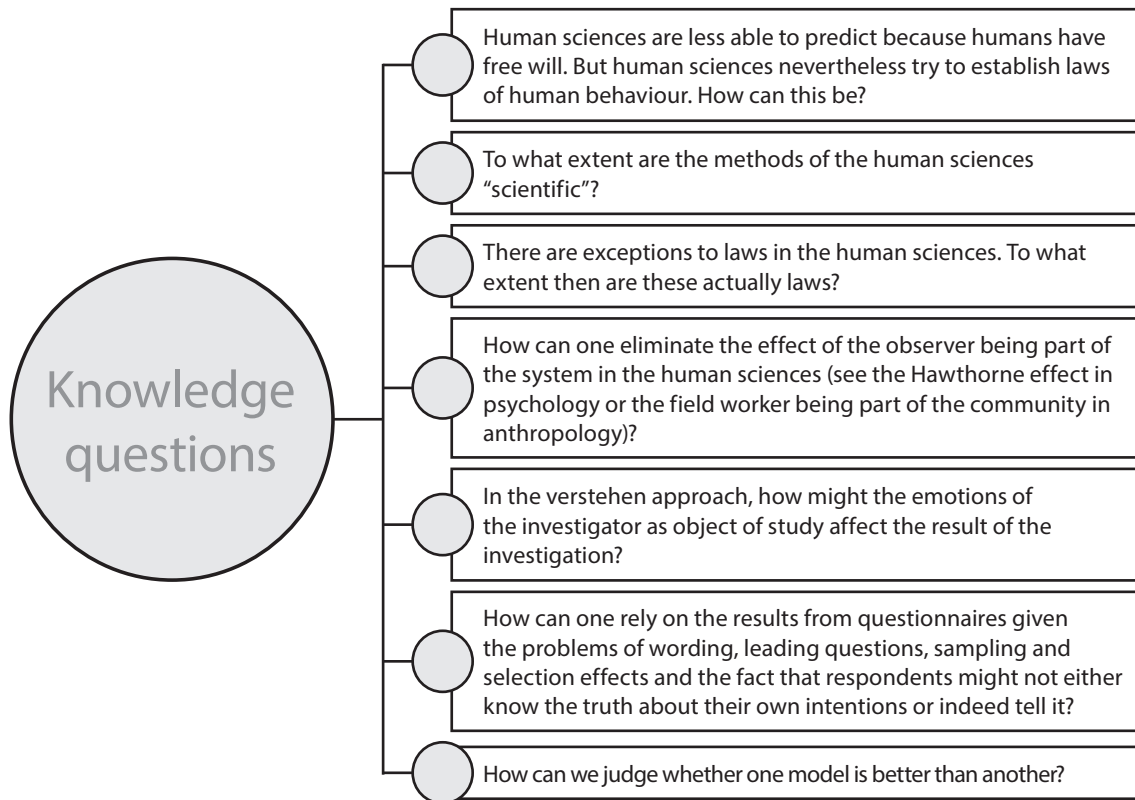 Knowledge
questions
Human sciences are less able to predict because humans have
free will. But human sciences nevertheless try to establish laws
of human behaviour. How can this be?
To what extent are the methods of the human sciences
“scientific”?
There are exceptions to laws in the human sciences. To what
extent then are these actually laws?
How can one eliminate the effect of the observer being part of
the system in the human sciences (see the Hawthorne effect in
psychology or the field worker being part of the community in
anthropology)?
In the verstehen approach, how might the emotions of
the investigator as object of study affect the result of the
investigation?
How can one rely on the results from questionnaires given
the problems of wording, leading questions, sampling and
selection effects and the fact that respondents might not either
know the truth about their own intentions or indeed tell it?
How can we judge whether one model is better than another?